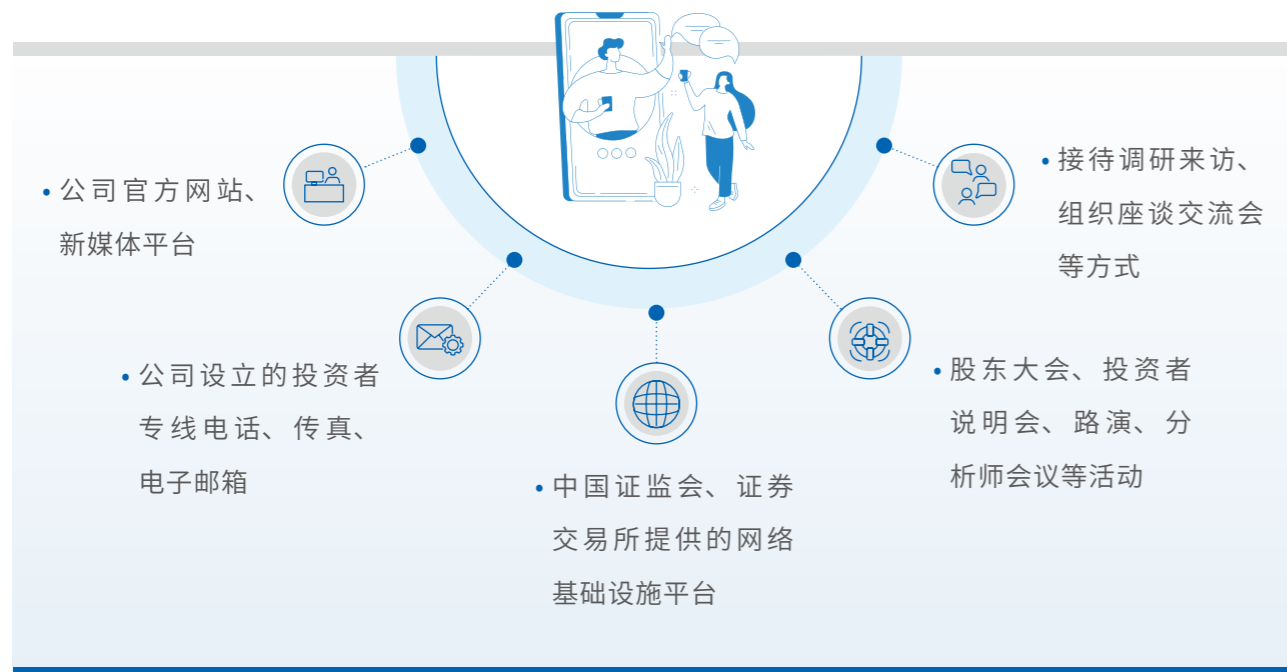 • 公司官方网站、
新媒体平台
• 公司设立的投资者
专线电话、传真、
电子邮箱
• 中国证监会、证券
交易所提供的网络
基础设施平台
• 股东大会、投资者
说明会、路演、分
析师会议等活动
• 接待调研来访、
组织座谈交流会
等方式